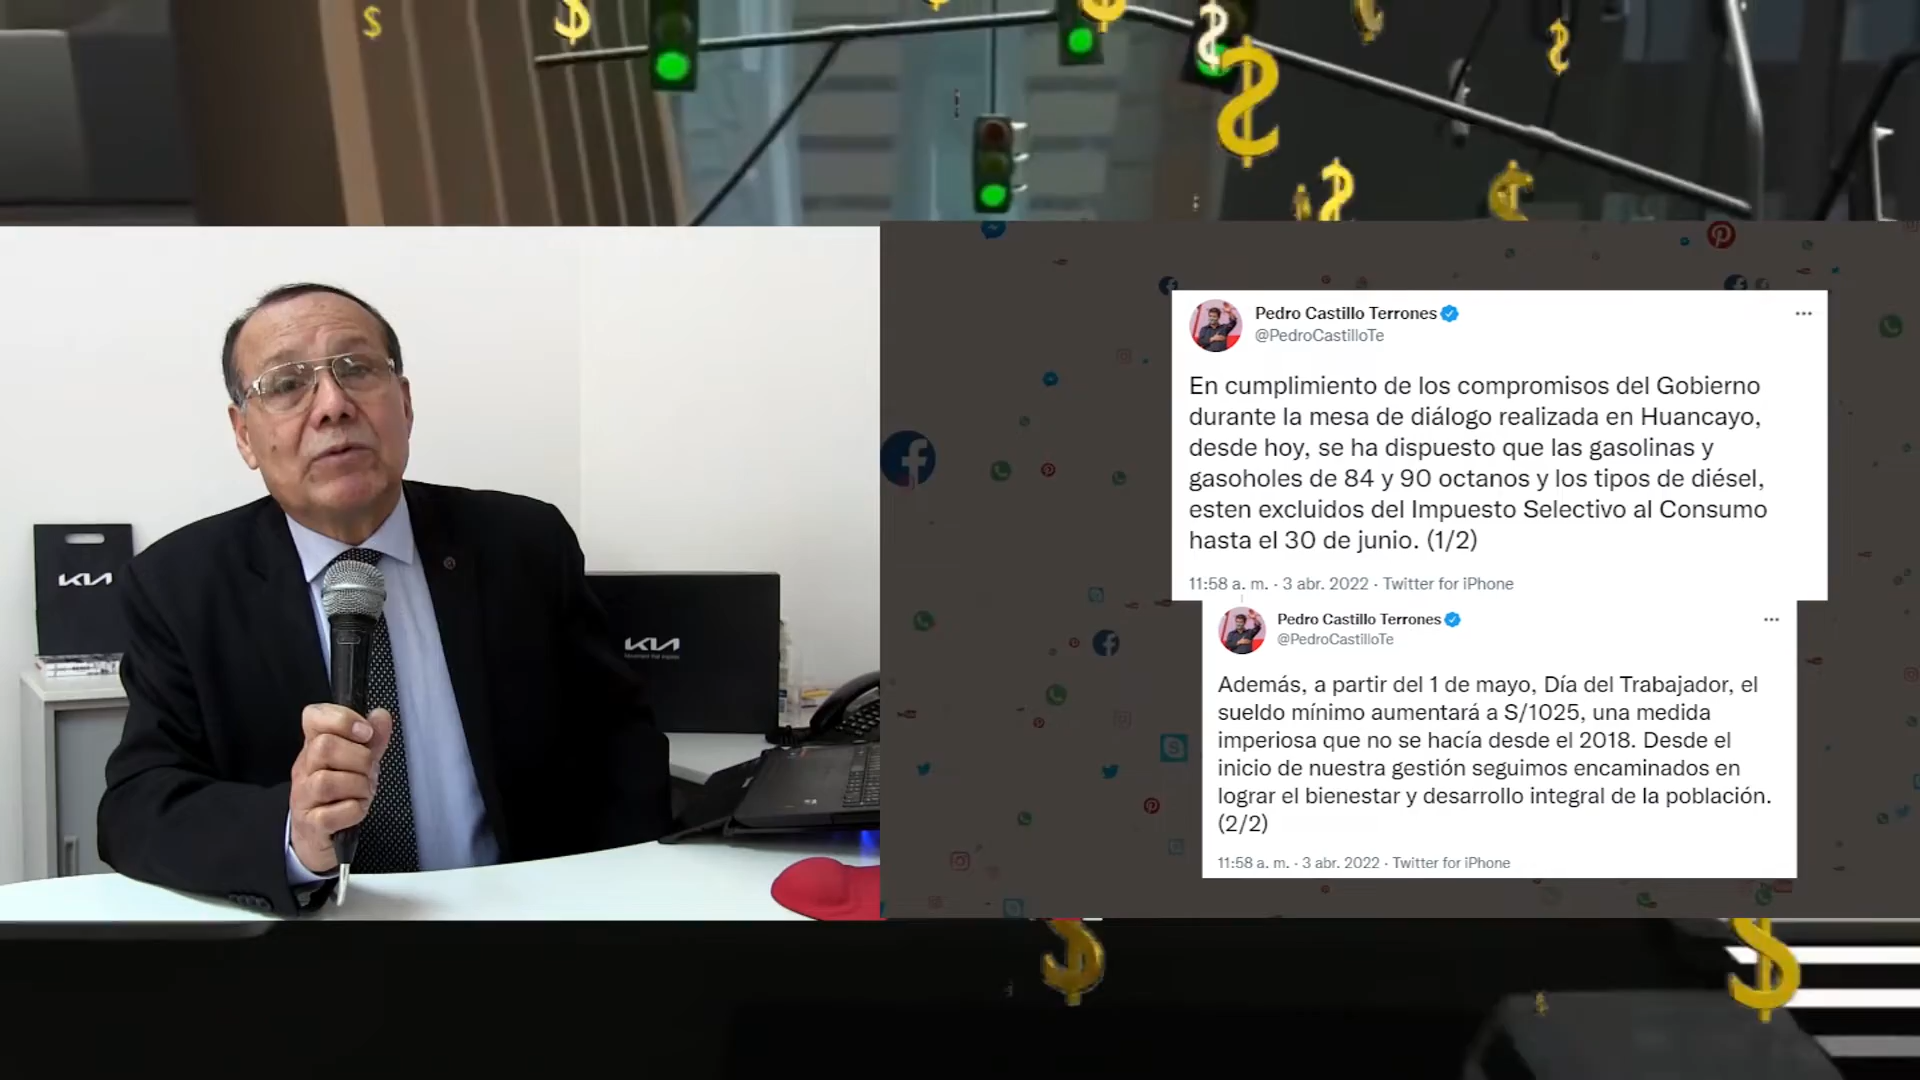 KIA
KIA
Pedro Castillo Terrones
@PedroCastilloTe
En cumplimiento de los compromisos del Gobierno
durante la mesa de diálogo realizada en Huancayo,
desde hoy, se ha dispuesto que las gasolinas y
gasoholes de 84 y 90 octanos y los tipos de diésel,
esten excluidos del Impuesto Selectivo al Consumo
hasta el 30 de junio. (1/2)
11:58 a. m. · 3 abr. 2022 · Twitter for iPhone
Pedro Castillo Terrones
@PedroCastilloTe
Además, a partir del 1 de mayo, Día del Trabajador, el
sueldo mínimo aumentará a S/1025, una medida
imperiosa que no se hacía desde el 2018. Desde el
inicio de nuestra gestión seguimos encaminados en
lograr el bienestar y desarrollo integral de la población.
(2/2)
11:58 a. m. · 3 abr. 2022 · Twitter for iPhone